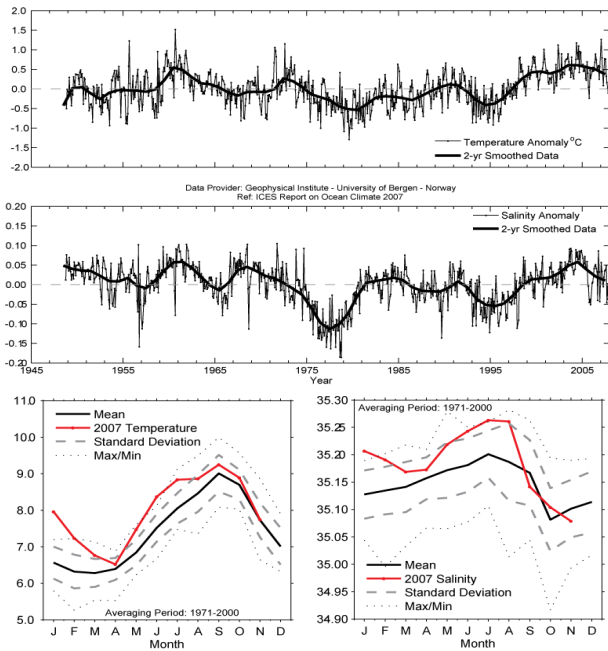 2.0
1.5
1.0
0.5
0.0
-0.5
-1.0
-1.5
-2.0
Temperature Anomaly °C
2-yr Smoothed Data
Data Provider: Geophysical Institute - University of Bergen - Norway
Ref: ICES Report on Ocean Climate 2007
0.20
0.15
0.10
0.05
0.00
-0.05
-0.10
-0.15
-0.20
Salinity Anomaly
2-yr Smoothed Data
1945 1955 1965 1975 1985 1995 2005
Year
11.0
10.0
9.0
8.0
7.0
6.0
5.0
Mean
2007 Temperature
Standard Deviation
Max/Min
Averaging Period: 1971-2000
J F M A M J J A S O N D
Month
35.30
35.25
35.20
35.15
35.10
35.05
35.00
34.95
34.90
Averaging Period: 1971-2000
Mean
2007 Salinity
Standard Deviation
Max/Min
J F M A M J J A S O N D
Month